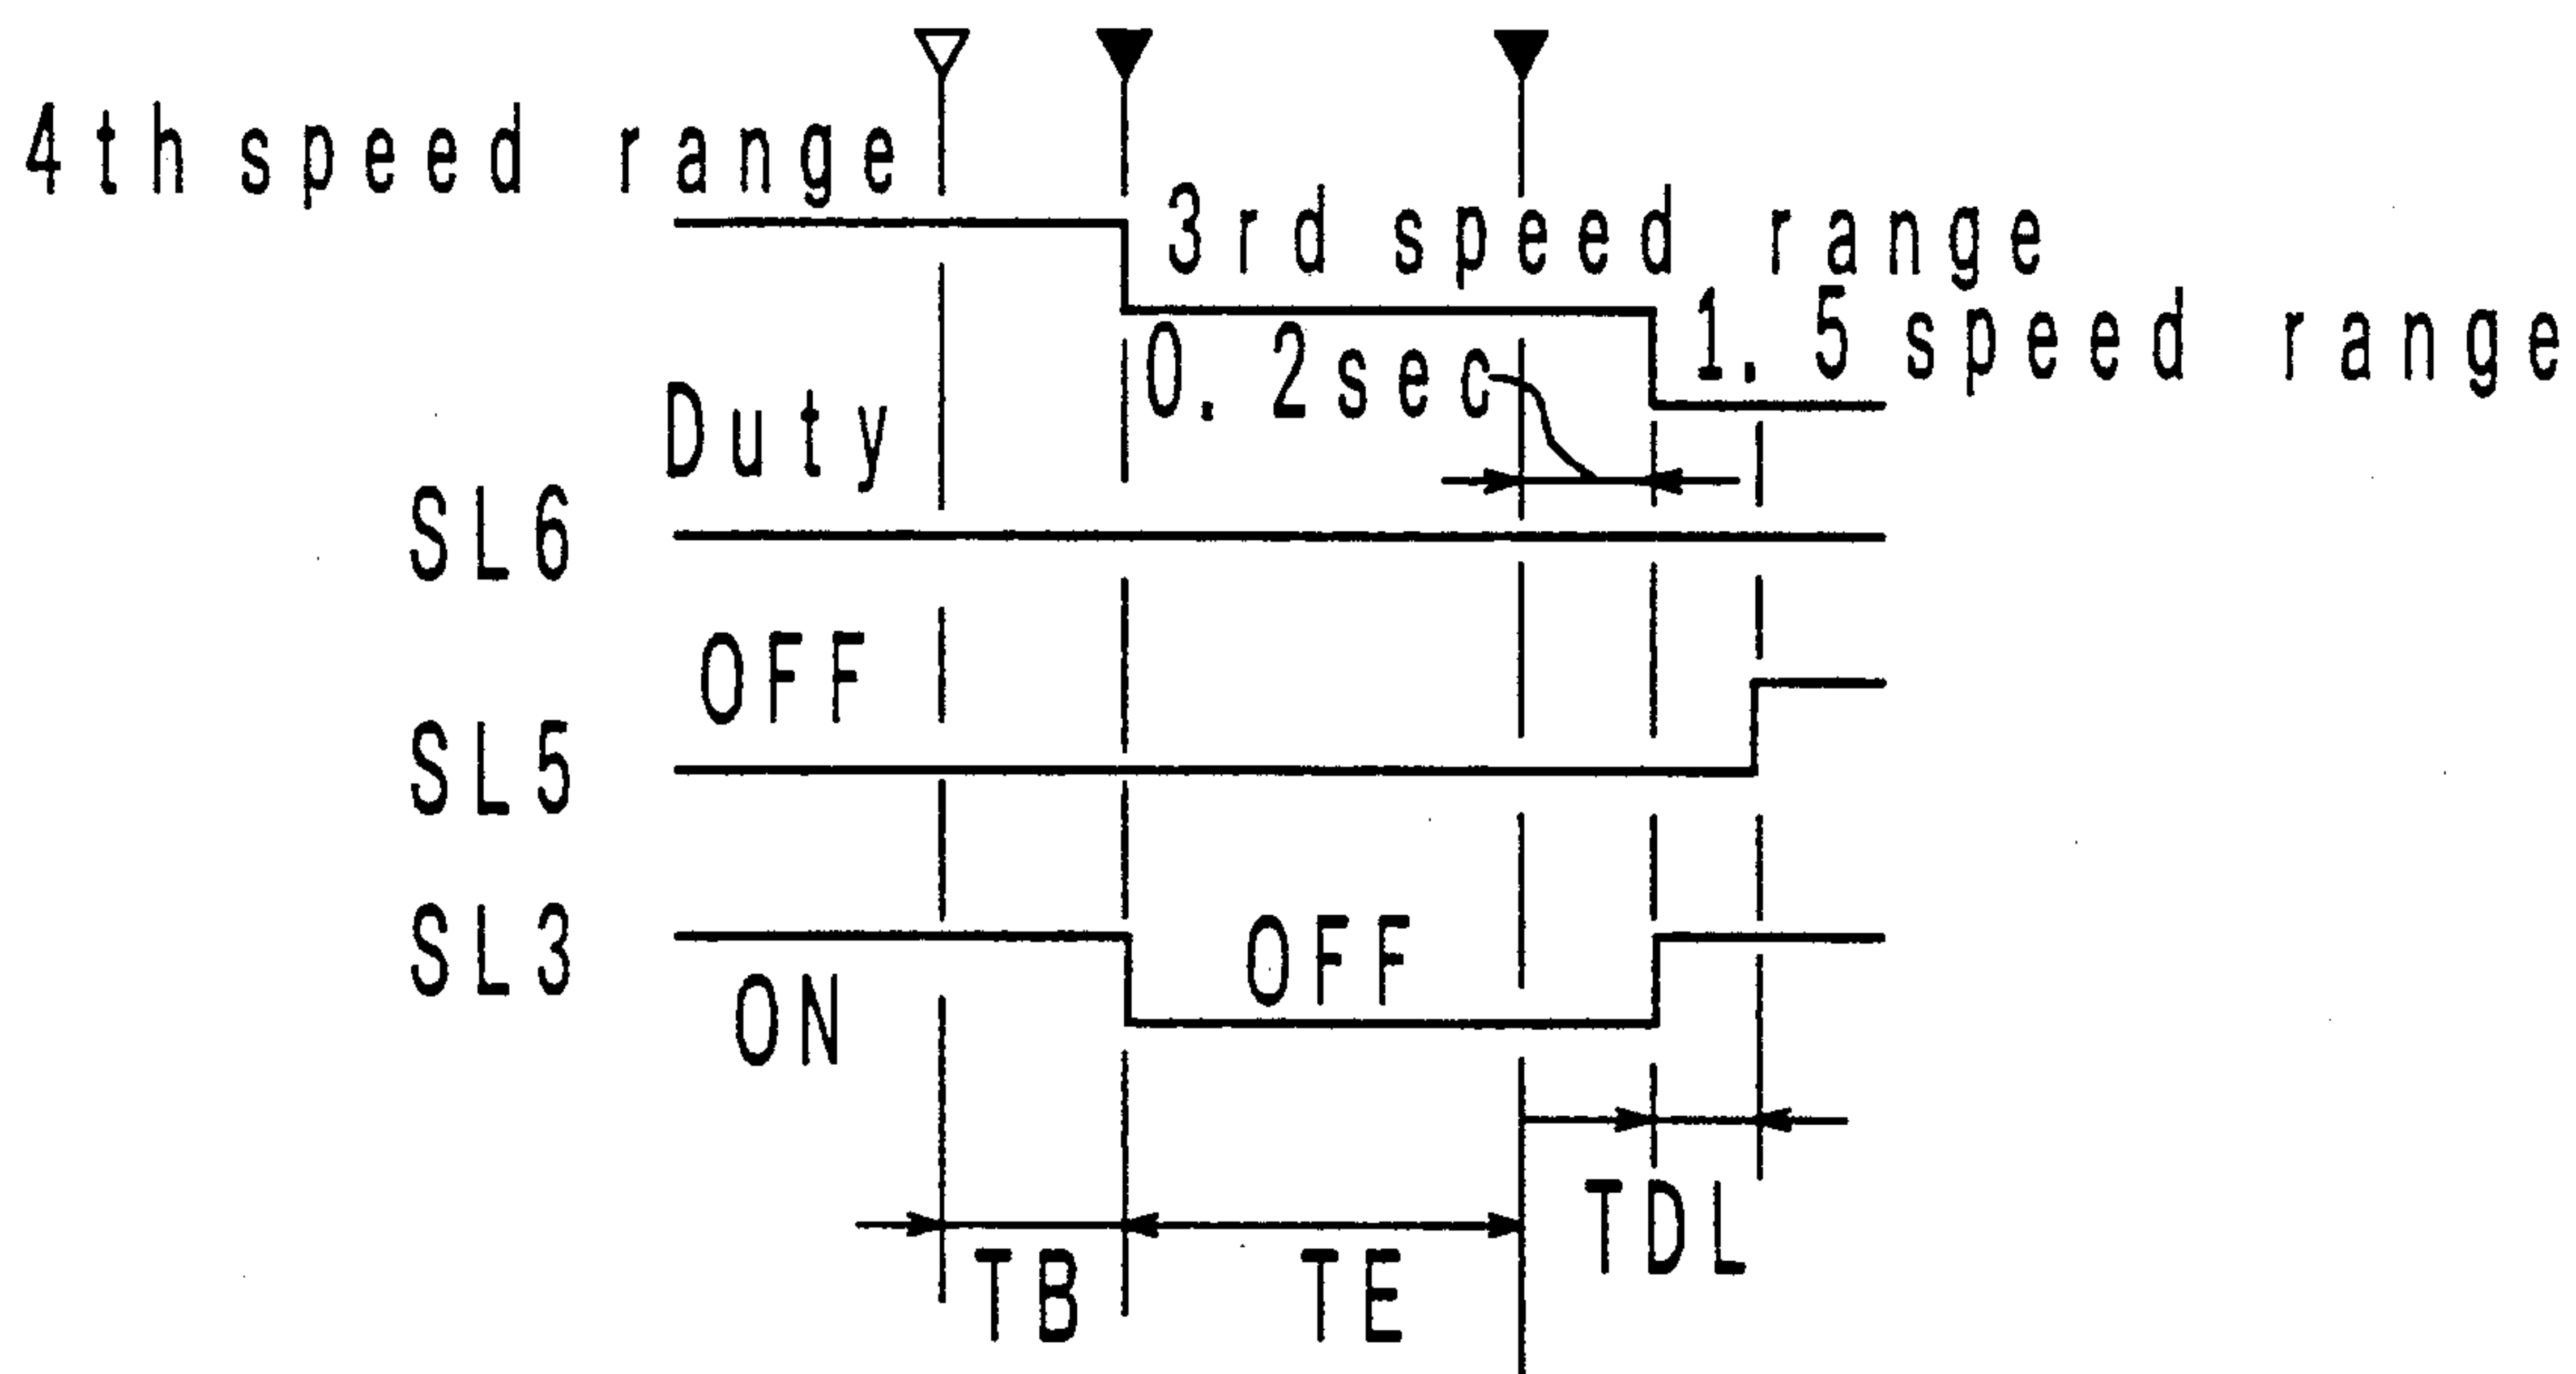 4th speed range
3rd speed range
1.5 speed range
0.2sec
Duty
SL6
OFF
SL5
SL3
OFF
ON
TDL
TB
TE